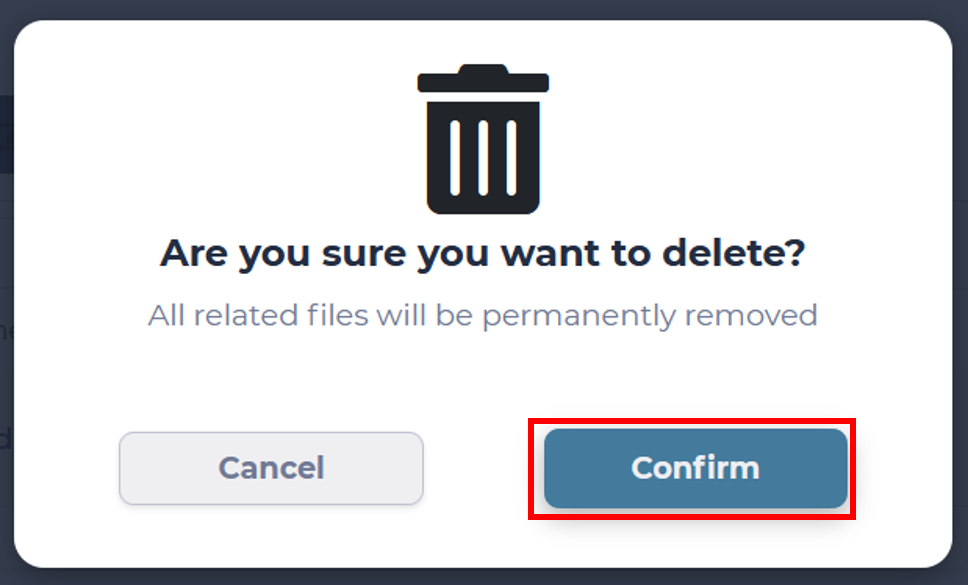 Are you sure you want to delete?
All related files will be permanently removed
Cancel
Confirm